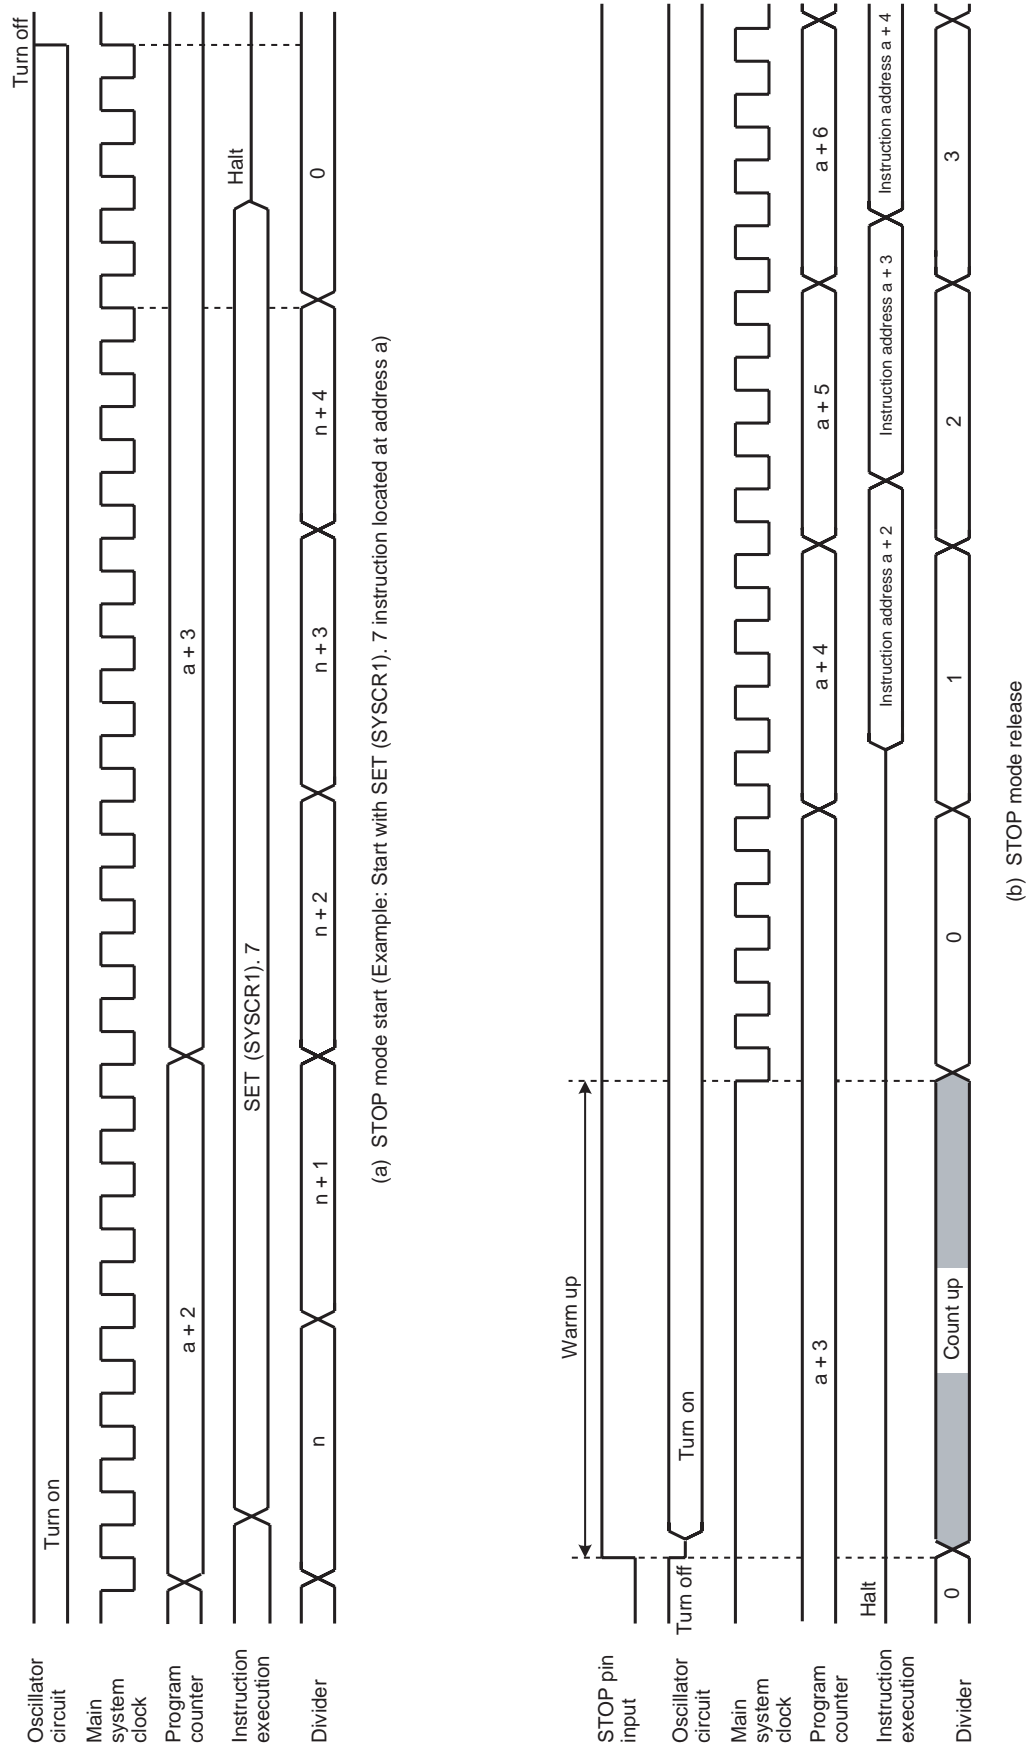 Oscillator
circuit
Turn on
Turn off
Main
system
clock
Program
counter
a + 2
a + 3
Instruction
execution
SET (SYSCR1). 7
Halt
Divider
n
n + 1
n + 2
n + 3
n + 4
0
(a) STOP mode start (Example: Start with SET (SYSCR1). 7 instruction located at address a)
Warm up
STOP pin
input
Oscillator
circuit
Turn off
Turn on
Main
system
clock
Program
counter
a + 3
a + 4
a + 5
a + 6
Instruction
execution
Halt
Instruction address a + 2
Instruction address a + 3
Instruction address a + 4
Divider
0
Count up
0
1
2
3
(b) STOP mode release